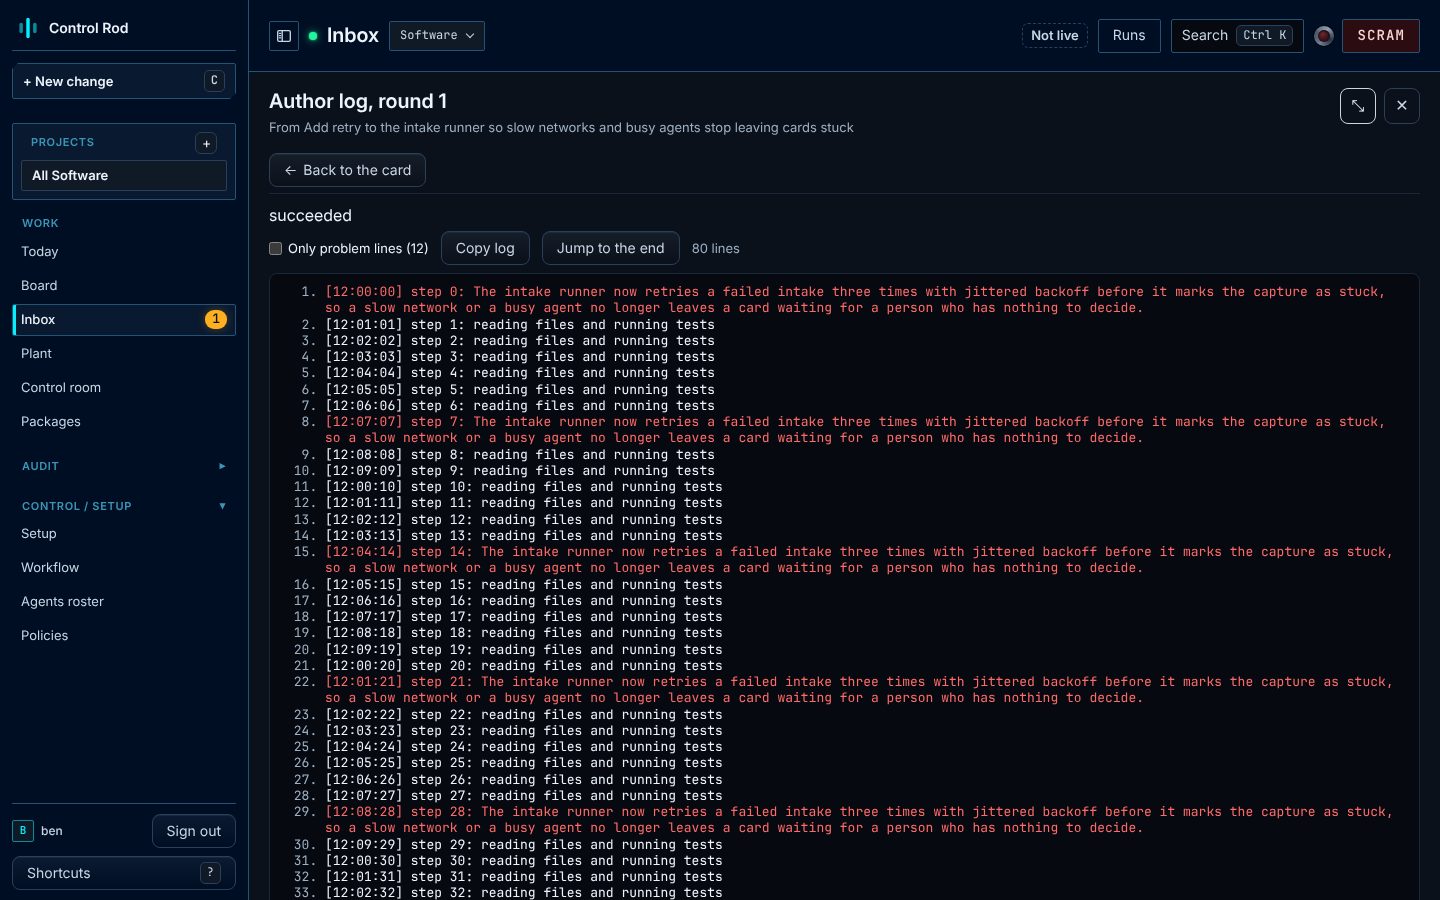 Control Rod
+ New change C
PROJECTS +
All Software
WORK
Today
Board
Inbox 1
Plant
Control room
Packages
AUDIT ▸
CONTROL / SETUP ▾
Setup
Workflow
Agents roster
Policies
B ben Sign out
Shortcuts ?
Inbox Software
Not live Runs Search Ctrl K SCRAM
Author log, round 1
From Add retry to the intake runner so slow networks and busy agents stop leaving cards stuck
← Back to the card
succeeded
Only problem lines (12) Copy log Jump to the end 80 lines
1. [12:00:00] step 0: The intake runner now retries a failed intake three times with jittered backoff before it marks the capture as stuck,
so a slow network or a busy agent no longer leaves a card waiting for a person who has nothing to decide.
2. [12:01:01] step 1: reading files and running tests
3. [12:02:02] step 2: reading files and running tests
4. [12:03:03] step 3: reading files and running tests
5. [12:04:04] step 4: reading files and running tests
6. [12:05:05] step 5: reading files and running tests
7. [12:06:06] step 6: reading files and running tests
8. [12:07:07] step 7: The intake runner now retries a failed intake three times with jittered backoff before it marks the capture as stuck,
so a slow network or a busy agent no longer leaves a card waiting for a person who has nothing to decide.
9. [12:08:08] step 8: reading files and running tests
10. [12:09:09] step 9: reading files and running tests
11. [12:00:10] step 10: reading files and running tests
12. [12:01:11] step 11: reading files and running tests
13. [12:02:12] step 12: reading files and running tests
14. [12:03:13] step 13: reading files and running tests
15. [12:04:14] step 14: The intake runner now retries a failed intake three times with jittered backoff before it marks the capture as stuck,
so a slow network or a busy agent no longer leaves a card waiting for a person who has nothing to decide.
16. [12:05:15] step 15: reading files and running tests
17. [12:06:16] step 16: reading files and running tests
18. [12:07:17] step 17: reading files and running tests
19. [12:08:18] step 18: reading files and running tests
20. [12:09:19] step 19: reading files and running tests
21. [12:00:20] step 20: reading files and running tests
22. [12:01:21] step 21: The intake runner now retries a failed intake three times with jittered backoff before it marks the capture as stuck,
so a slow network or a busy agent no longer leaves a card waiting for a person who has nothing to decide.
23. [12:02:22] step 22: reading files and running tests
24. [12:03:23] step 23: reading files and running tests
25. [12:04:24] step 24: reading files and running tests
26. [12:05:25] step 25: reading files and running tests
27. [12:06:26] step 26: reading files and running tests
28. [12:07:27] step 27: reading files and running tests
29. [12:08:28] step 28: The intake runner now retries a failed intake three times with jittered backoff before it marks the capture as stuck,
so a slow network or a busy agent no longer leaves a card waiting for a person who has nothing to decide.
30. [12:09:29] step 29: reading files and running tests
31. [12:00:30] step 30: reading files and running tests
32. [12:01:31] step 31: reading files and running tests
33. [12:02:32] step 32: reading files and running tests